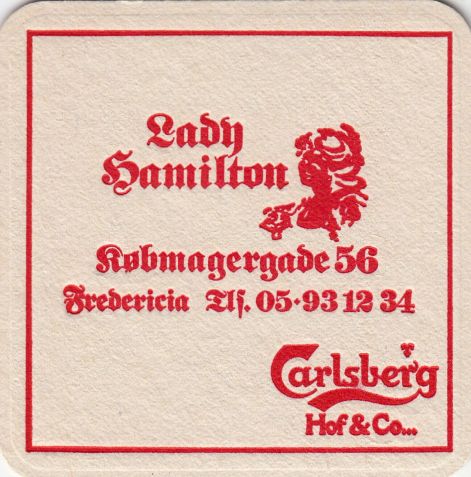 Lady
Hamilton
Købmagergade 56
Fredericia Tlf. 05·93 12 34
Carlsberg
Hof & Co...